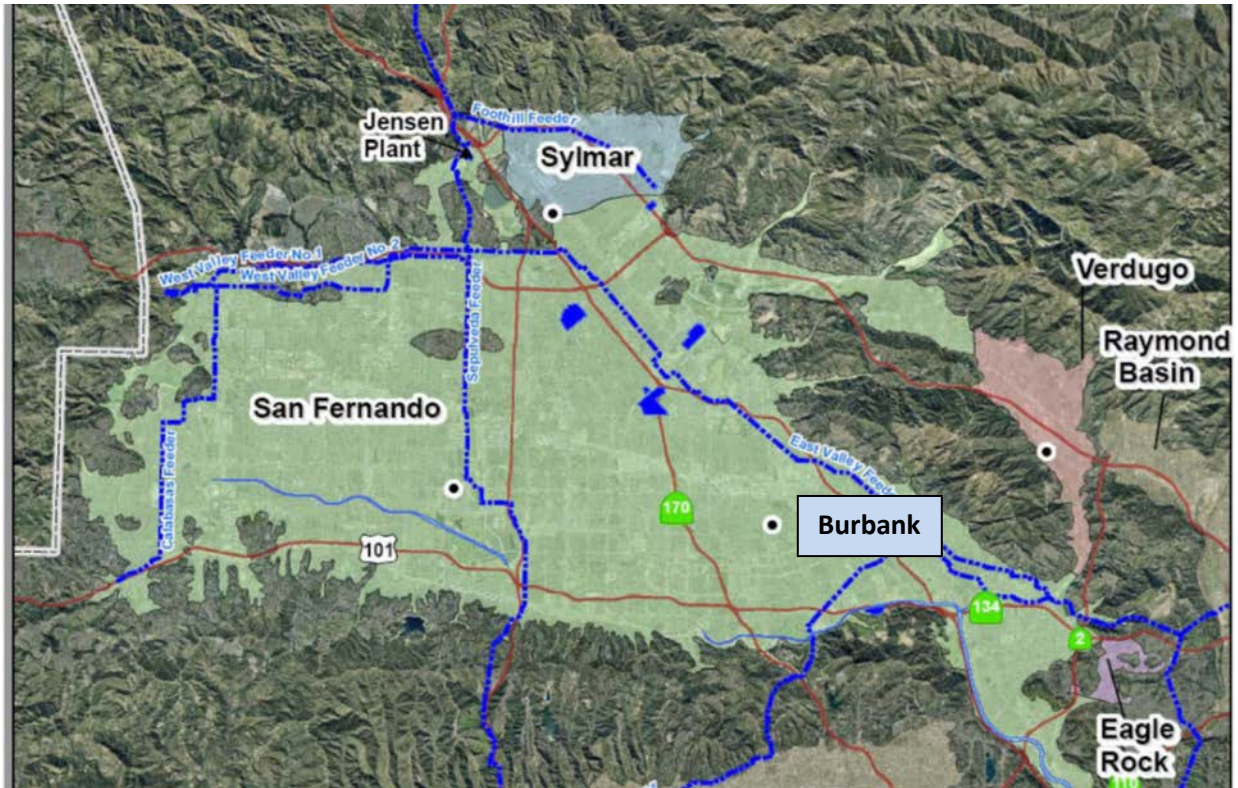 Foothill Feeder
Jensen
Plant
Sylmar
West Valley Feeder No.1
West Valley Feeder No. 2
Verdugo
Raymond
Basin
Sepulveda Feeder
San Fernando
Calabasas Feeder
East Valley Feed
170
Burbank
101
134
2
Eagle
Rock
110